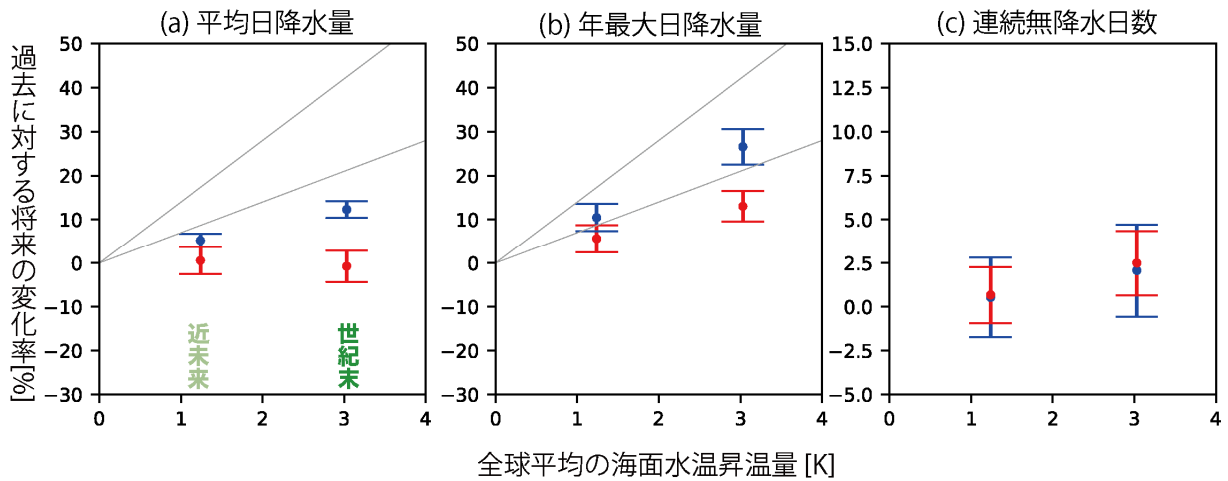 (a) 平均日降水量
(b) 年最大日降水量
(c) 連続無降水日数
過去に対する将来の変化率[%]
50
40
30
20
10
0
−10
−20
−30
0 1 2 3 4
近未来
世紀末
50
40
30
20
10
0
−10
−20
−30
0 1 2 3 4
15.0
12.5
10.0
7.5
5.0
2.5
0.0
−2.5
−5.0
0 1 2 3 4
全球平均の海面水温昇温量 [K]